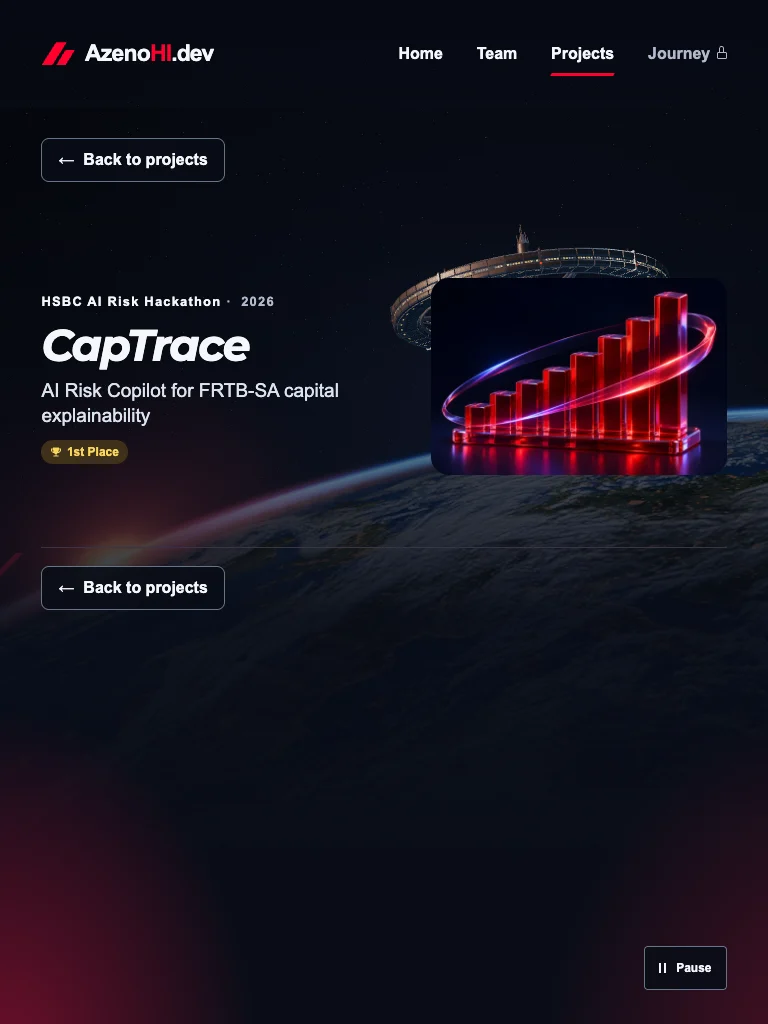 AzenoHI.dev
Home
Team
Projects
Journey
← Back to projects
HSBC AI Risk Hackathon · 2026
CapTrace
AI Risk Copilot for FRTB-SA capital
explainability
1st Place
← Back to projects
Pause